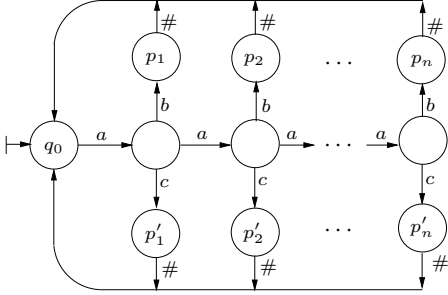 # # #
p₁ p₂ ⋯ pₙ
b b b
q₀ a a a ⋯ a
c c c
p′₁ p′₂ ⋯ p′ₙ
# # #